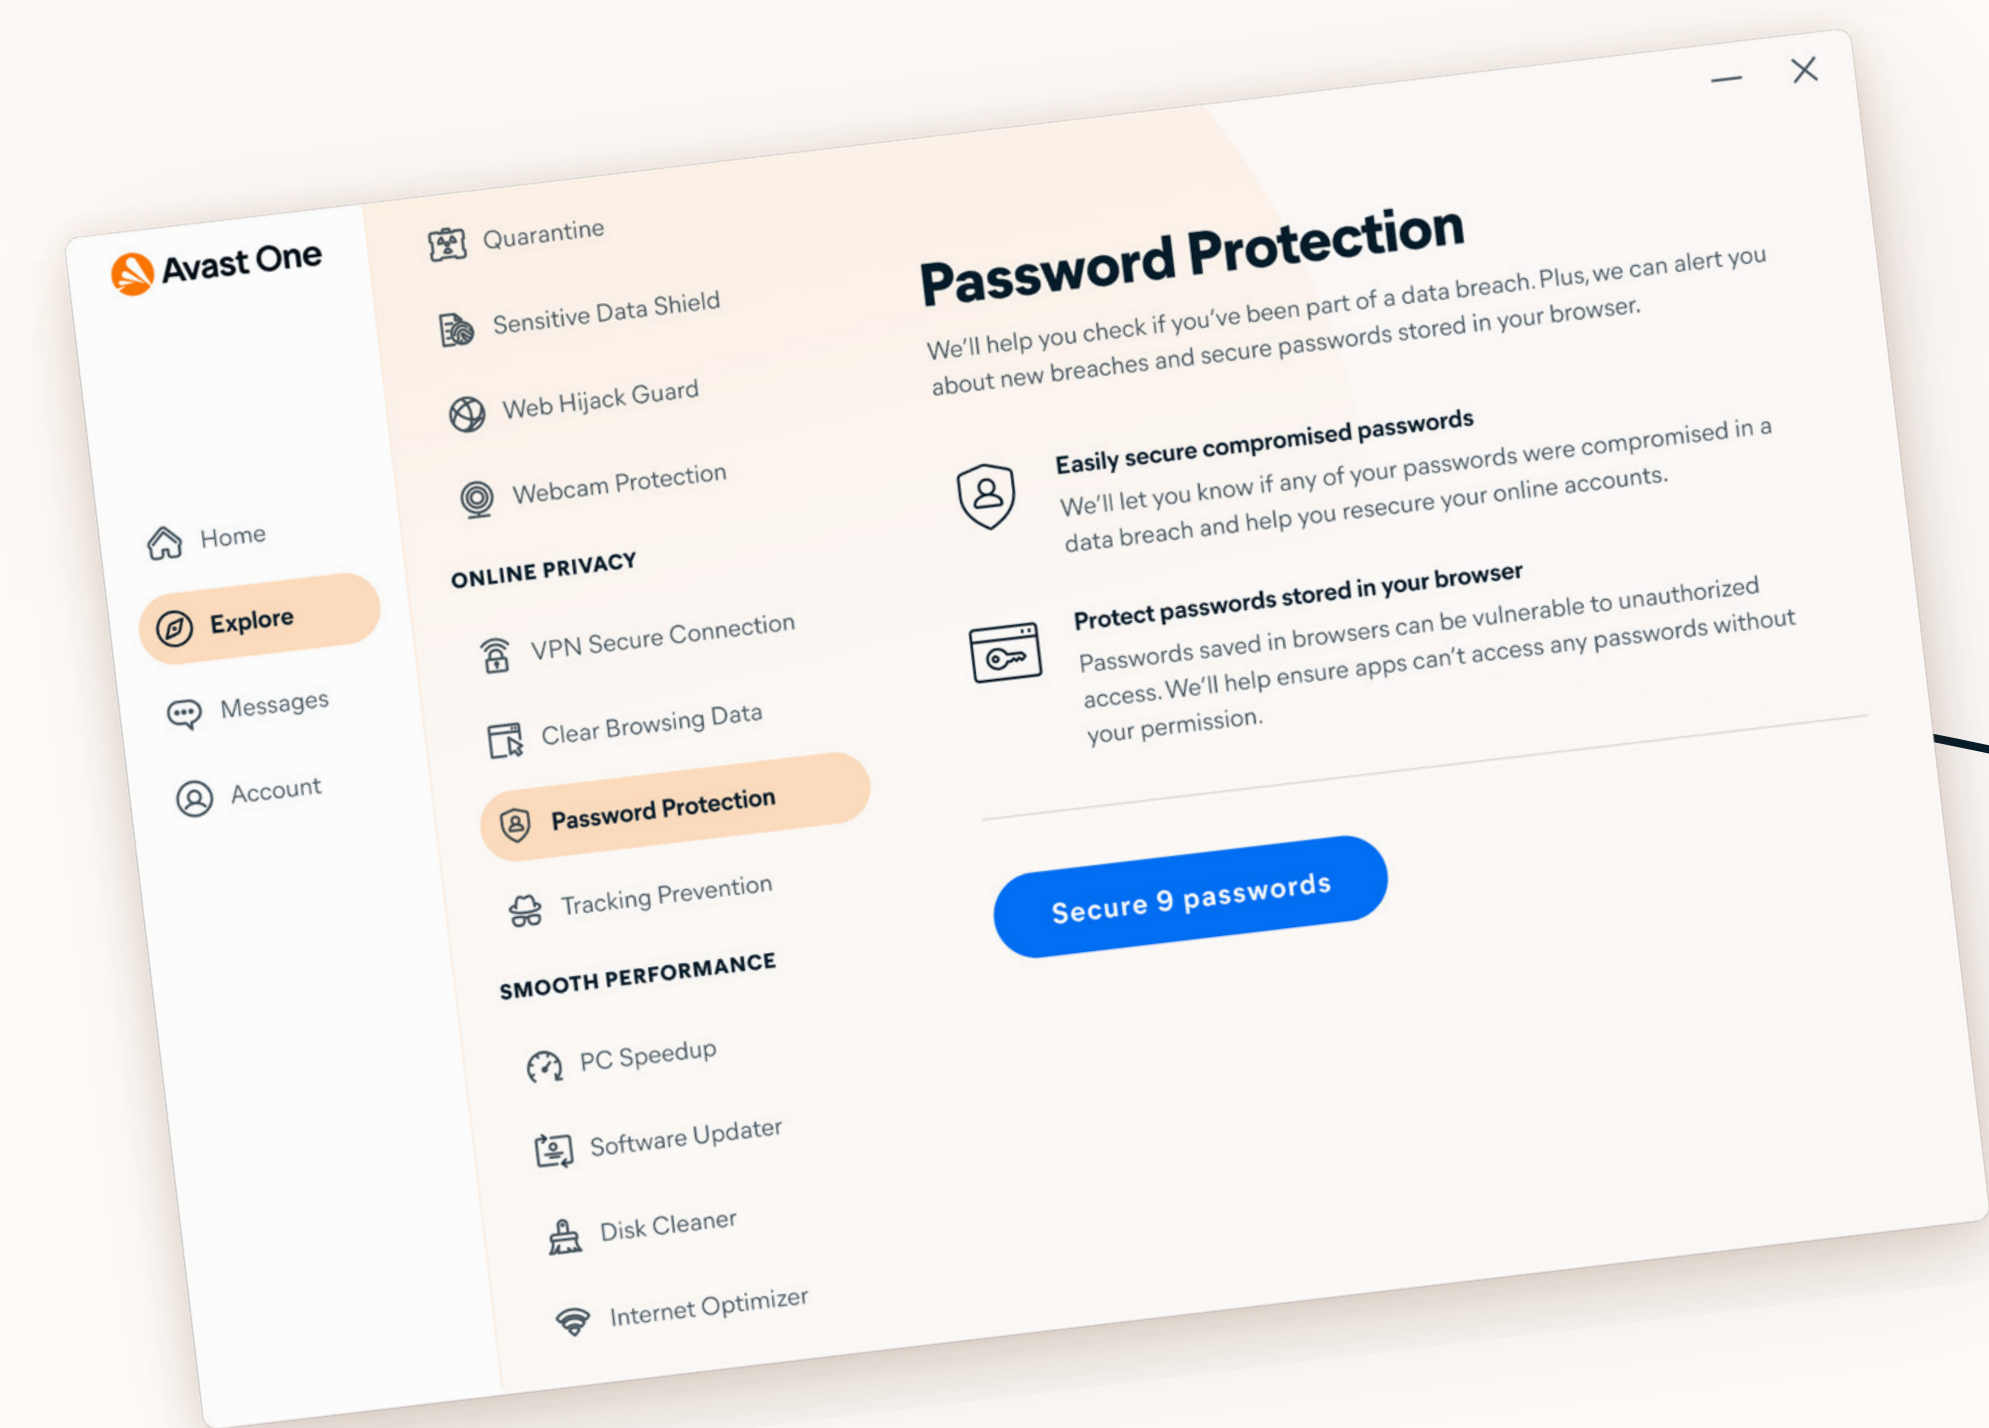 Avast One
Home
Explore
Messages
Account
Quarantine
Sensitive Data Shield
Web Hijack Guard
Webcam Protection
ONLINE PRIVACY
VPN Secure Connection
Clear Browsing Data
Password Protection
Tracking Prevention
SMOOTH PERFORMANCE
PC Speedup
Software Updater
Disk Cleaner
Internet Optimizer
Password Protection
We'll help you check if you've been part of a data breach. Plus, we can alert you
about new breaches and secure passwords stored in your browser.
Easily secure compromised passwords
We'll let you know if any of your passwords were compromised in a
data breach and help you resecure your online accounts.
Protect passwords stored in your browser
Passwords saved in browsers can be vulnerable to unauthorized
access. We'll help ensure apps can't access any passwords without
your permission.
Secure 9 passwords